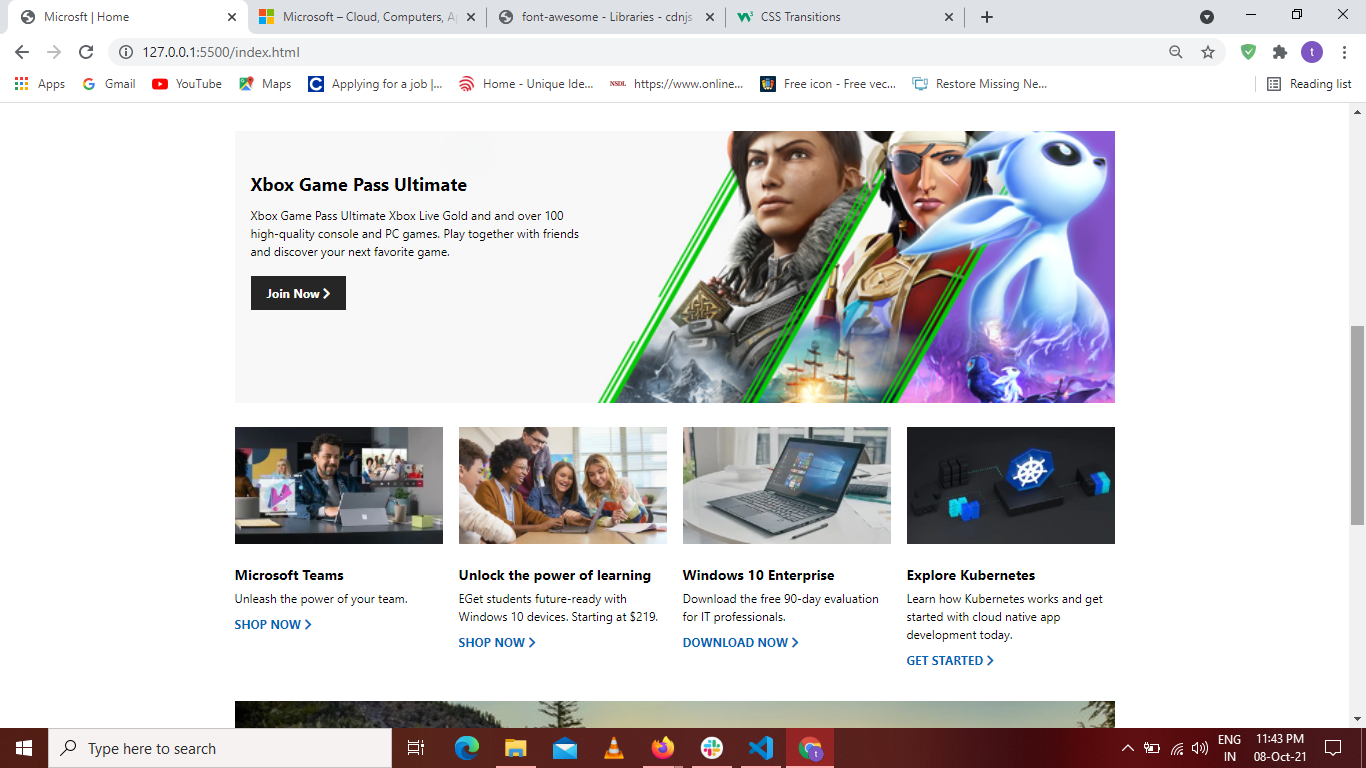 Microsft | Home
Microsoft – Cloud, Computers, Ap
font-awesome - Libraries - cdnjs
CSS Transitions
127.0.0.1:5500/index.html
t
Apps
Gmail
YouTube
Maps
Applying for a job |...
Home - Unique Ide...
NSDL
https://www.online...
Free icon - Free vec...
Restore Missing Ne...
Reading list
Xbox Game Pass Ultimate
Xbox Game Pass Ultimate Xbox Live Gold and and over 100
high-quality console and PC games. Play together with friends
and discover your next favorite game.
Join Now
Microsoft Teams
Unleash the power of your team.
SHOP NOW
Unlock the power of learning
EGet students future-ready with
Windows 10 devices. Starting at $219.
SHOP NOW
Windows 10 Enterprise
Download the free 90-day evaluation
for IT professionals.
DOWNLOAD NOW
Explore Kubernetes
Learn how Kubernetes works and get
started with cloud native app
development today.
GET STARTED
Type here to search
t
ENG
IN
11:43 PM
08-Oct-21